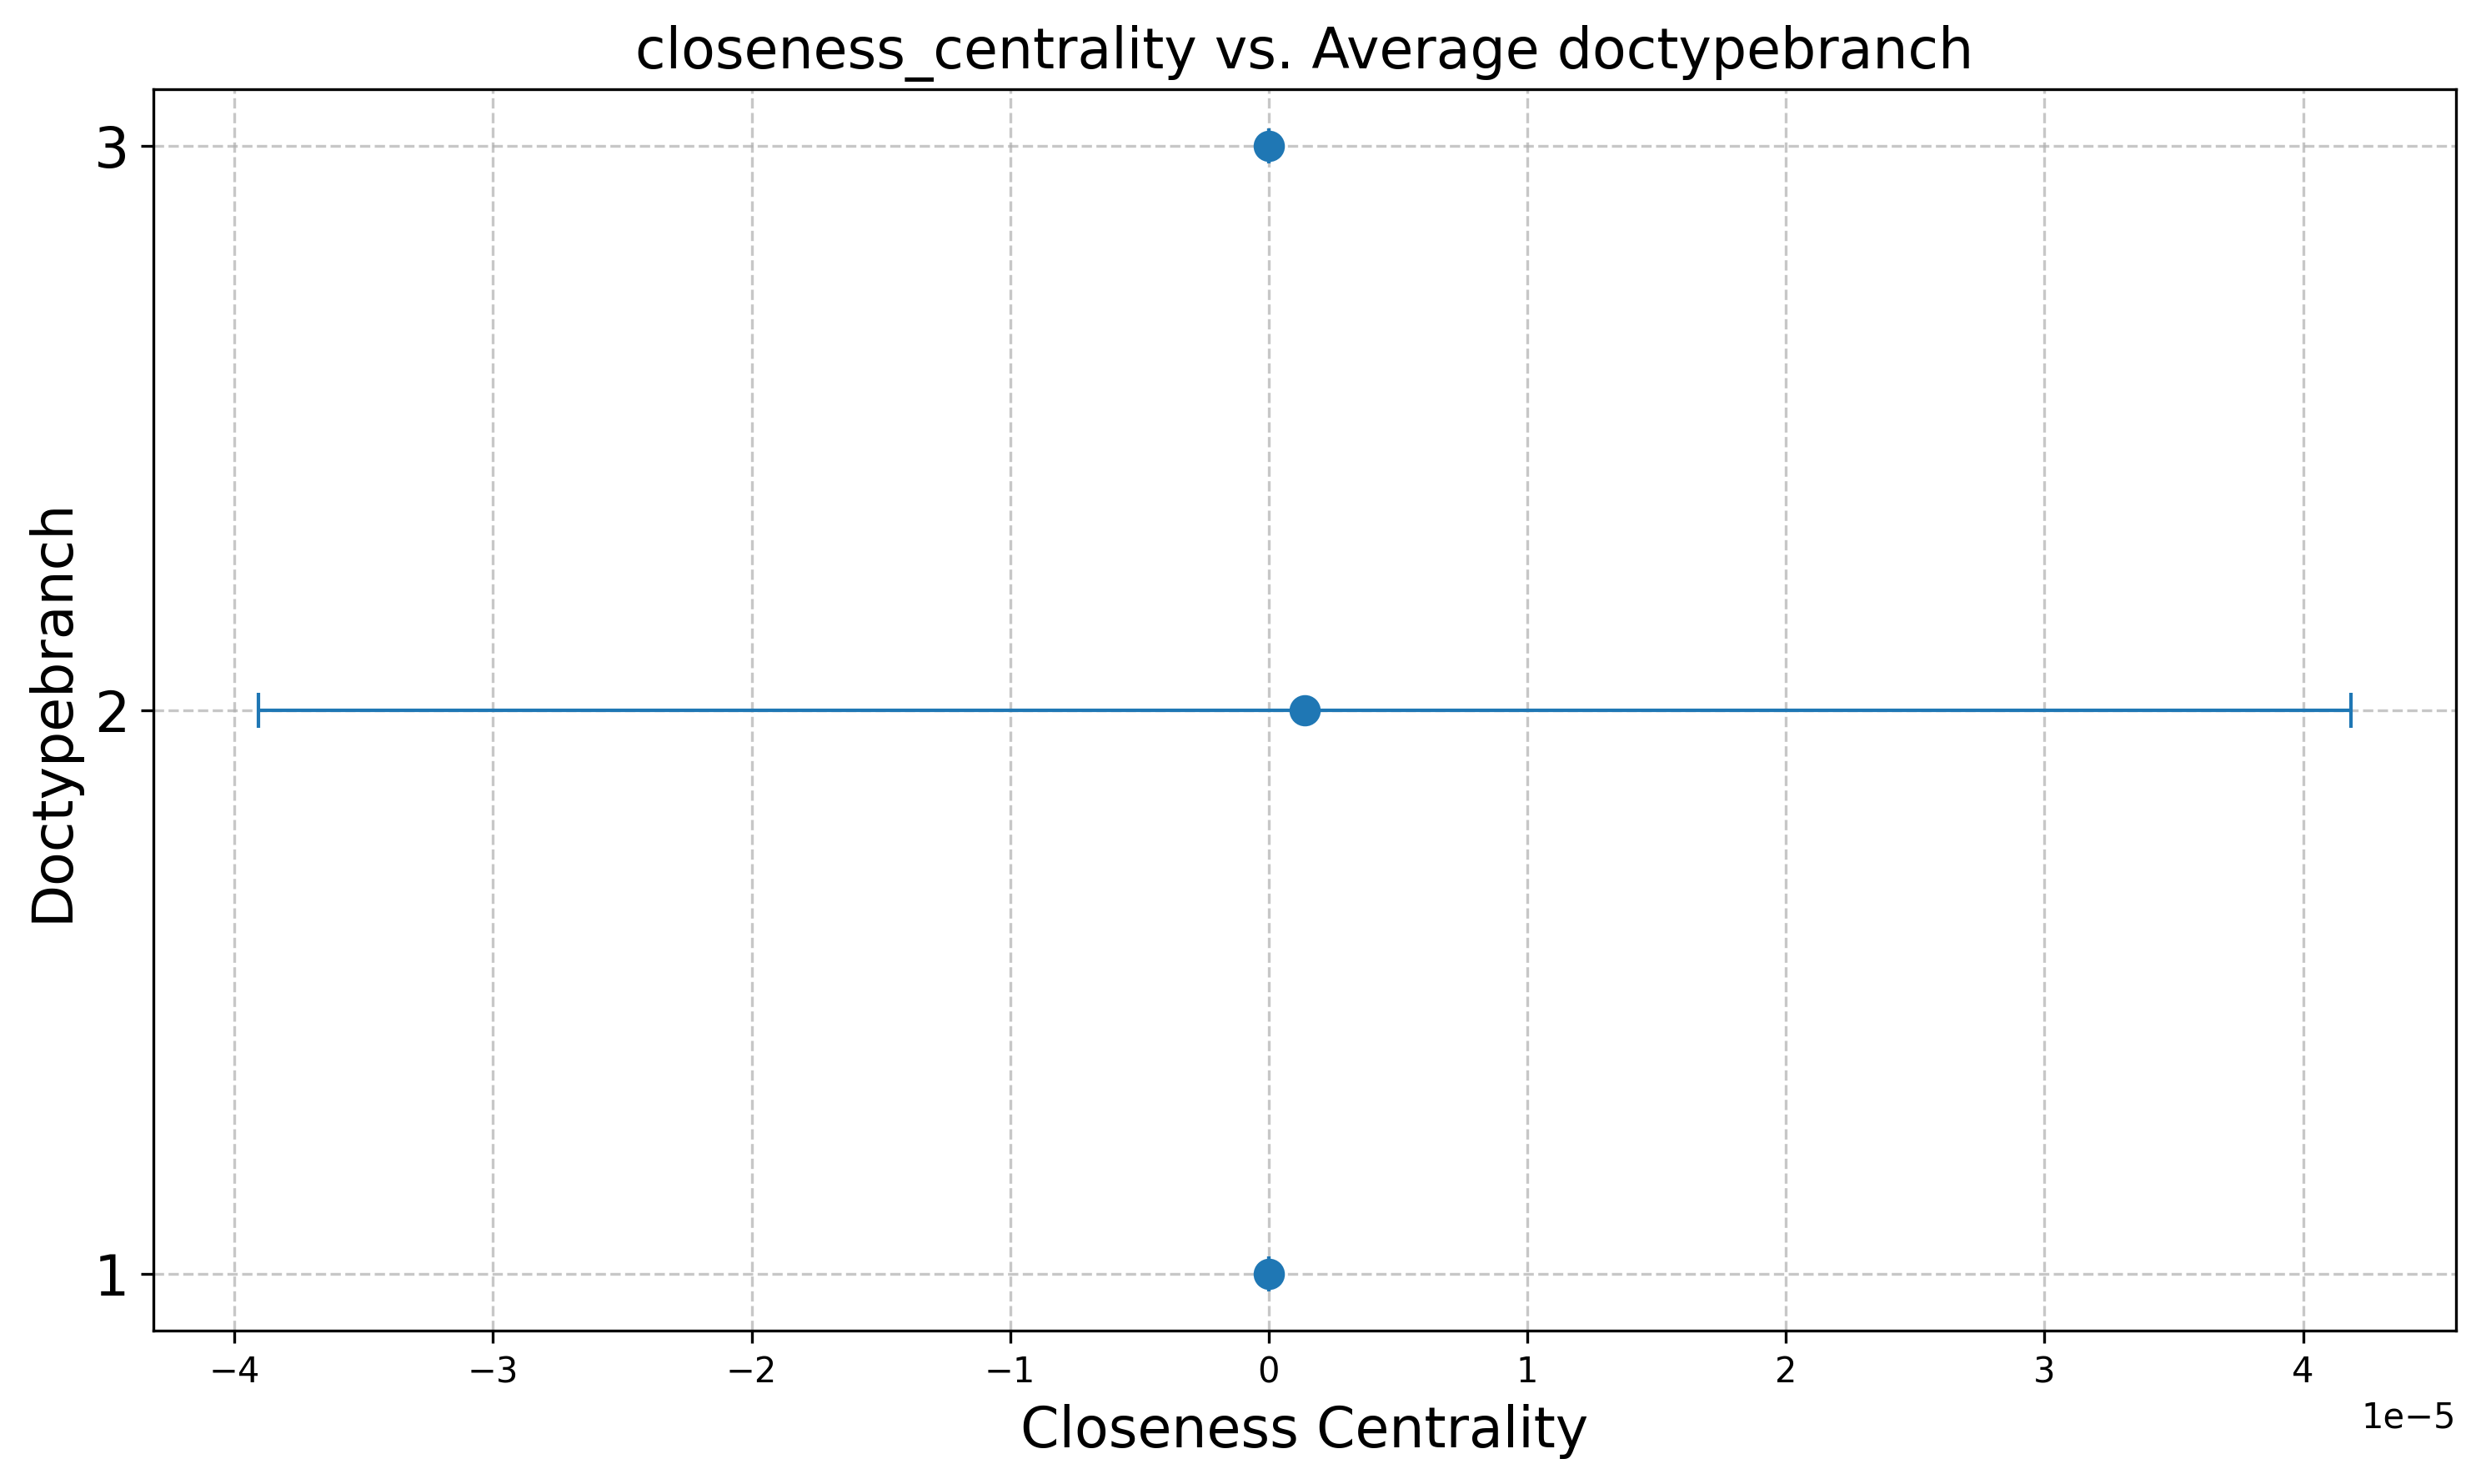 closeness_centrality vs. Average doctypebranch
Doctypebranch
3
2
1
−4 −3 −2 −1 0 1 2 3 4
1e−5
Closeness Centrality